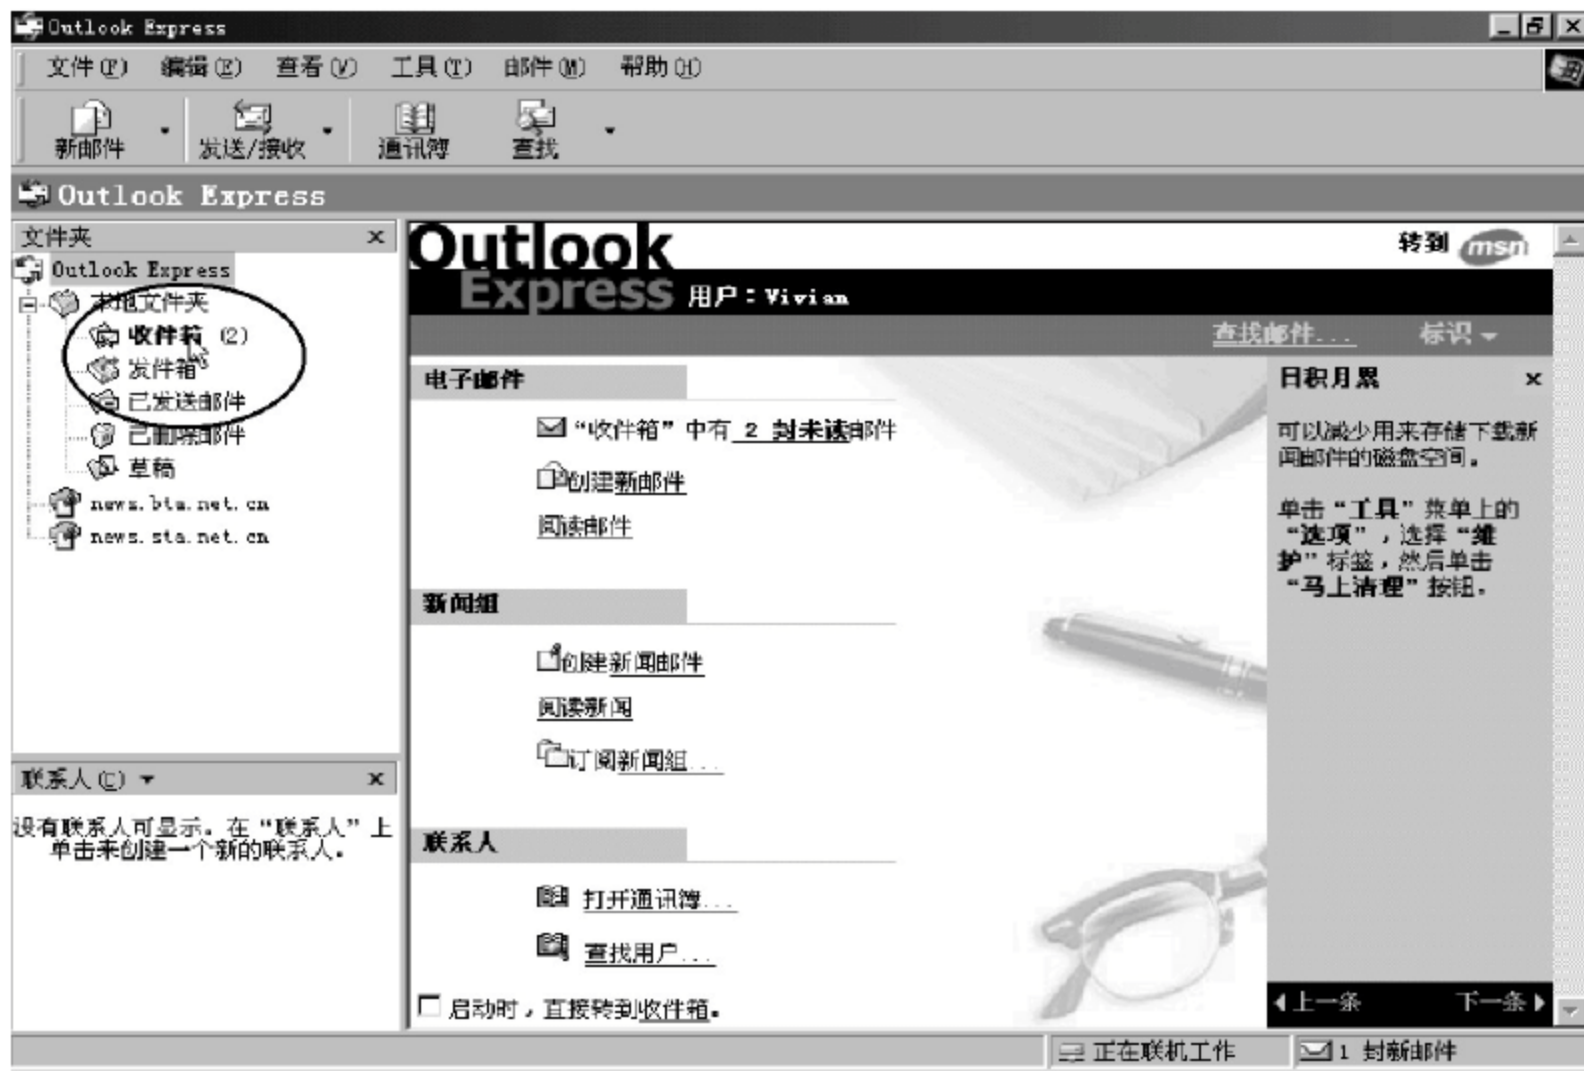 Outlook Express
文件(F) 编辑(E) 查看(V) 工具(T) 邮件(M) 帮助(H)
新邮件 发送/接收 通讯簿 查找
Outlook Express
文件夹
Outlook Express
本地文件夹
收件箱 (2)
发件箱
已发送邮件
已删除邮件
草稿
news.bta.net.cn
news.sta.net.cn
联系人(C)
没有联系人可显示。在“联系人”上
单击来创建一个新的联系人。
Outlook
Express 用户：Vivian
转到 msn
查找邮件... 标识
电子邮件
“收件箱”中有 2 封未读邮件
创建新邮件
阅读邮件
新闻组
创建新闻邮件
阅读新闻
订阅新闻组...
联系人
打开通讯簿...
查找用户...
启动时，直接转到收件箱。
日积月累
可以减少用来存储下载新
闻邮件的磁盘空间。
单击“工具”菜单上的
“选项”，选择“维
护”标签，然后单击
“马上清理”按钮。
上一条 下一条
正在联机工作 1 封新邮件